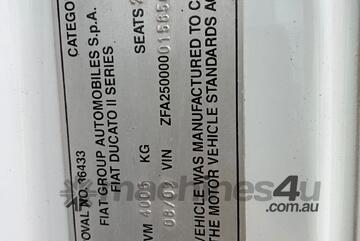 CATEGO
OVAL NO. 36433
FIAT GROUP AUTOMOBILES S.p.A.
FIAT DUCATO II SERIES SEATS
VM 4005 KG
08/09 VIN ZFA25000001585
VEHICLE WAS MANUFACTURED TO C
THE MOTOR VEHICLE STANDARDS A
machines4u
.com.au